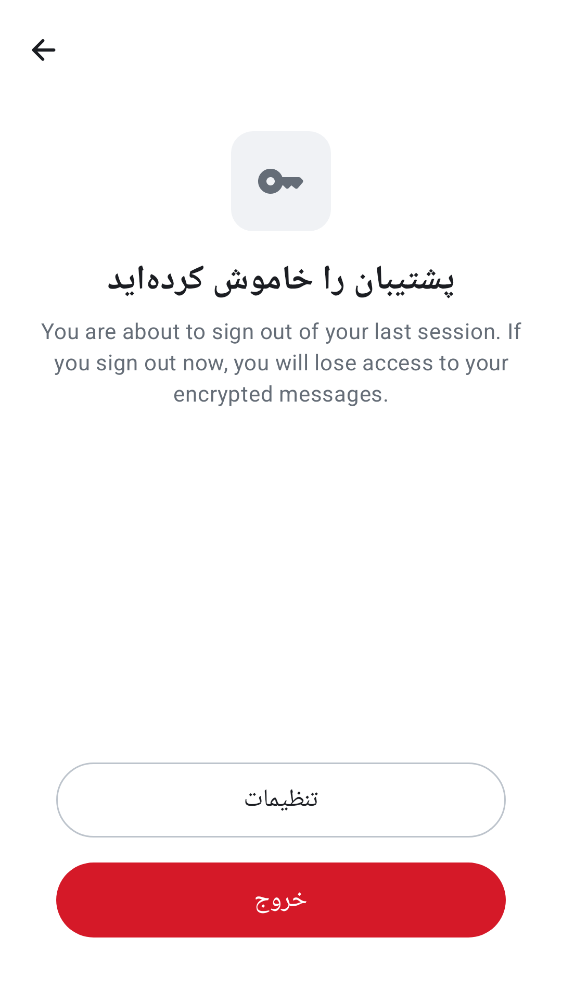 پشتیبان را خاموش کرده‌اید
You are about to sign out of your last session. If
you sign out now, you will lose access to your
encrypted messages.
تنظیمات
خروج